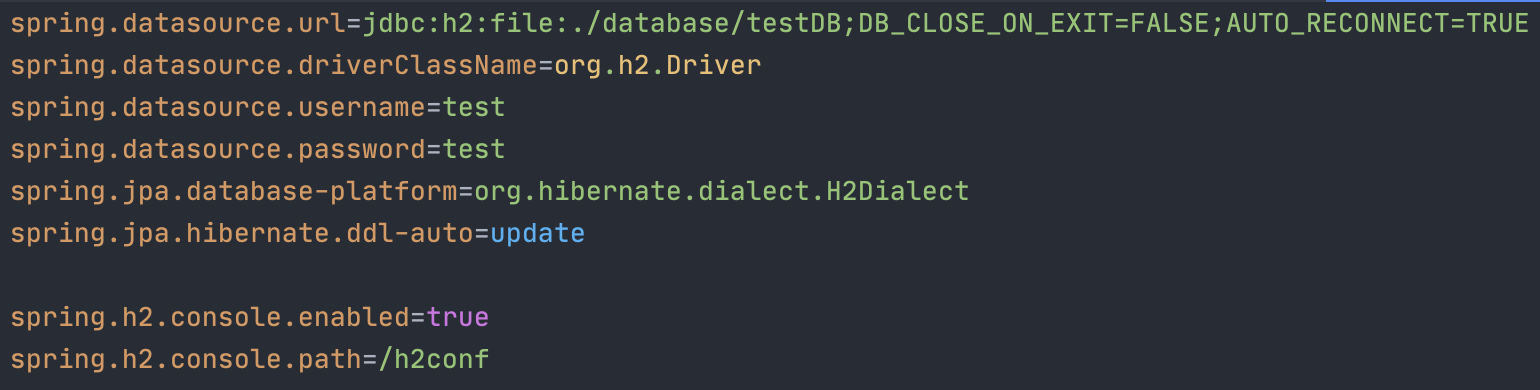 spring.datasource.url=jdbc:h2:file:./database/testDB;DB_CLOSE_ON_EXIT=FALSE;AUTO_RECONNECT=TRUE
spring.datasource.driverClassName=org.h2.Driver
spring.datasource.username=test
spring.datasource.password=test
spring.jpa.database-platform=org.hibernate.dialect.H2Dialect
spring.jpa.hibernate.ddl-auto=update
spring.h2.console.enabled=true
spring.h2.console.path=/h2conf